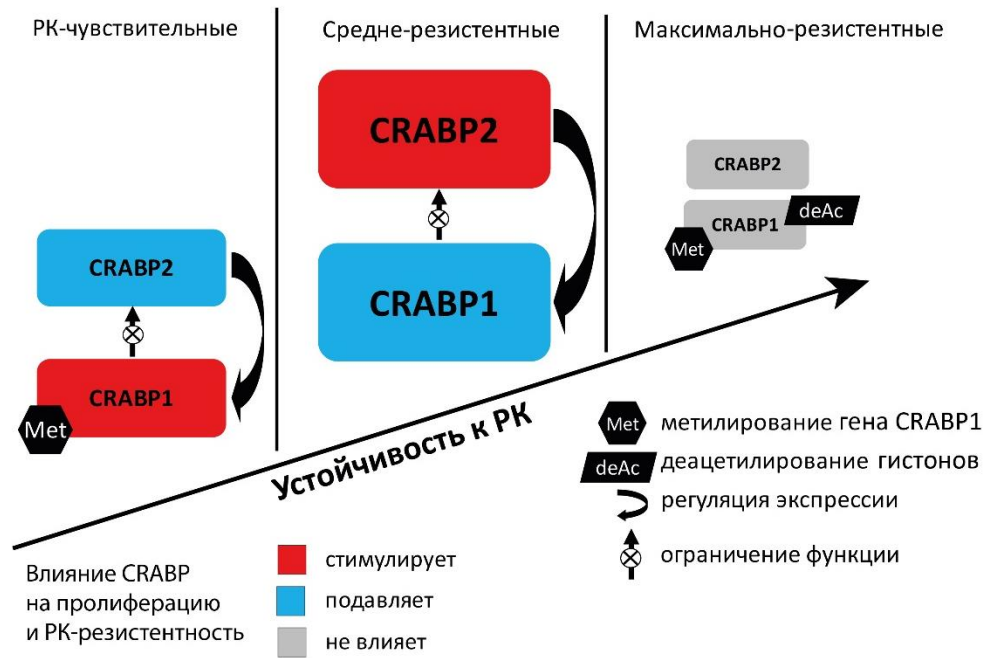 РК-чувствительные
Средне-резистентные
Максимально-резистентные
CRABP2
CRABP1
Met
CRABP2
CRABP1
CRABP2
CRABP1
deAc
Met
Устойчивость к РК
Met
метилирование гена CRABP1
deAc
деацетилирование гистонов
регуляция экспрессии
ограничение функции
Влияние CRABP
на пролиферацию
и РК-резистентность
стимулирует
подавляет
не влияет